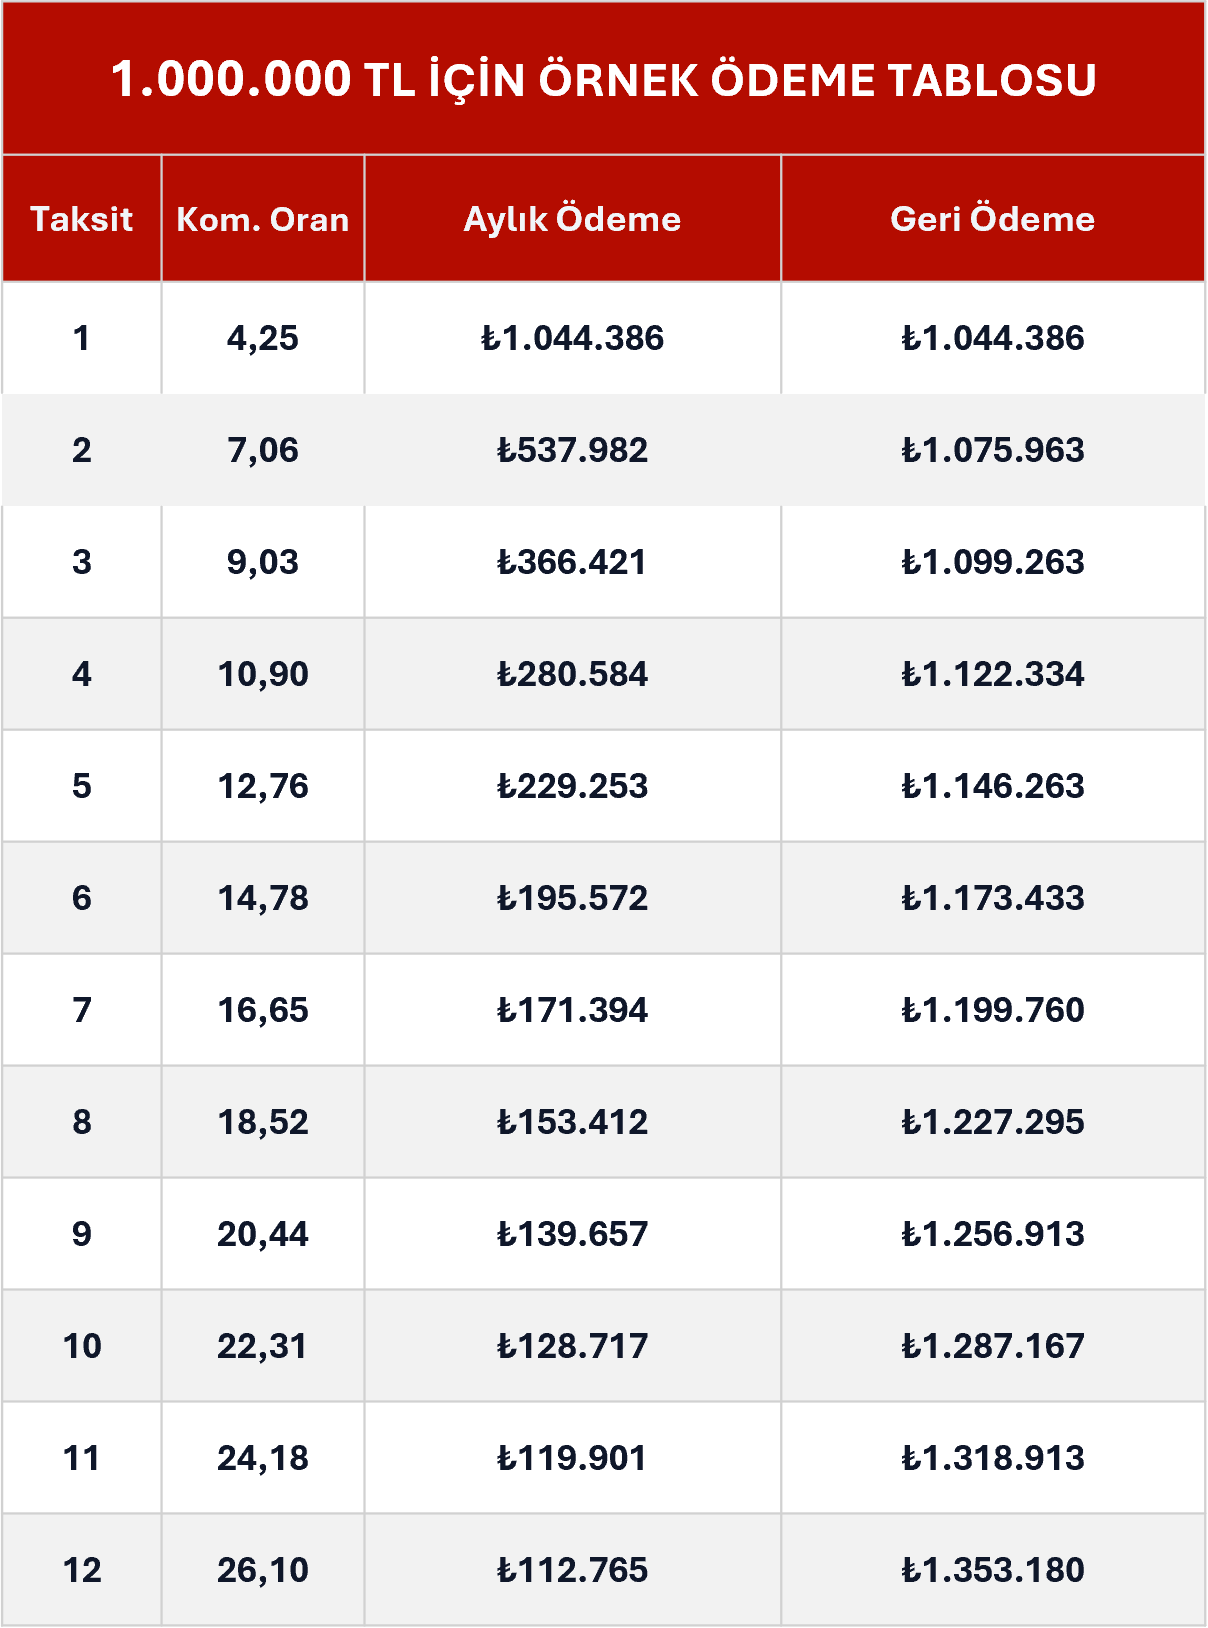 1.000.000 TL İÇİN ÖRNEK ÖDEME TABLOSU
Taksit Kom. Oran Aylık Ödeme Geri Ödeme
1 4,25 ₺1.044.386 ₺1.044.386
2 7,06 ₺537.982 ₺1.075.963
3 9,03 ₺366.421 ₺1.099.263
4 10,90 ₺280.584 ₺1.122.334
5 12,76 ₺229.253 ₺1.146.263
6 14,78 ₺195.572 ₺1.173.433
7 16,65 ₺171.394 ₺1.199.760
8 18,52 ₺153.412 ₺1.227.295
9 20,44 ₺139.657 ₺1.256.913
10 22,31 ₺128.717 ₺1.287.167
11 24,18 ₺119.901 ₺1.318.913
12 26,10 ₺112.765 ₺1.353.180